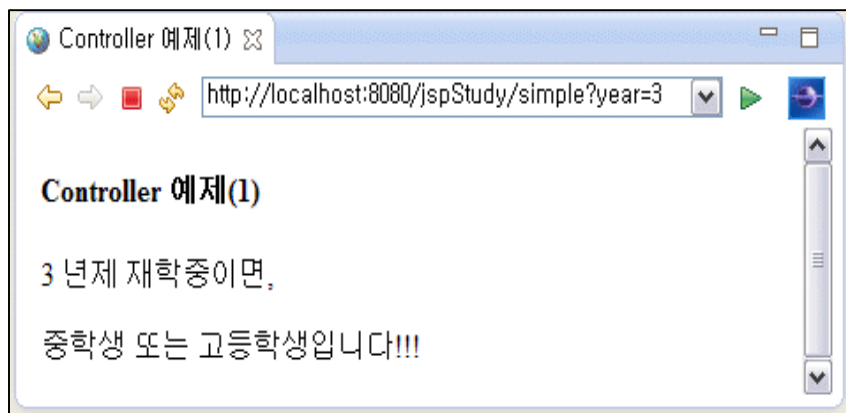 Controller 예제(1)
http://localhost:8080/jspStudy/simple?year=3
Controller 예제(1)
3 년제 재학중이면,
중학생 또는 고등학생입니다!!!